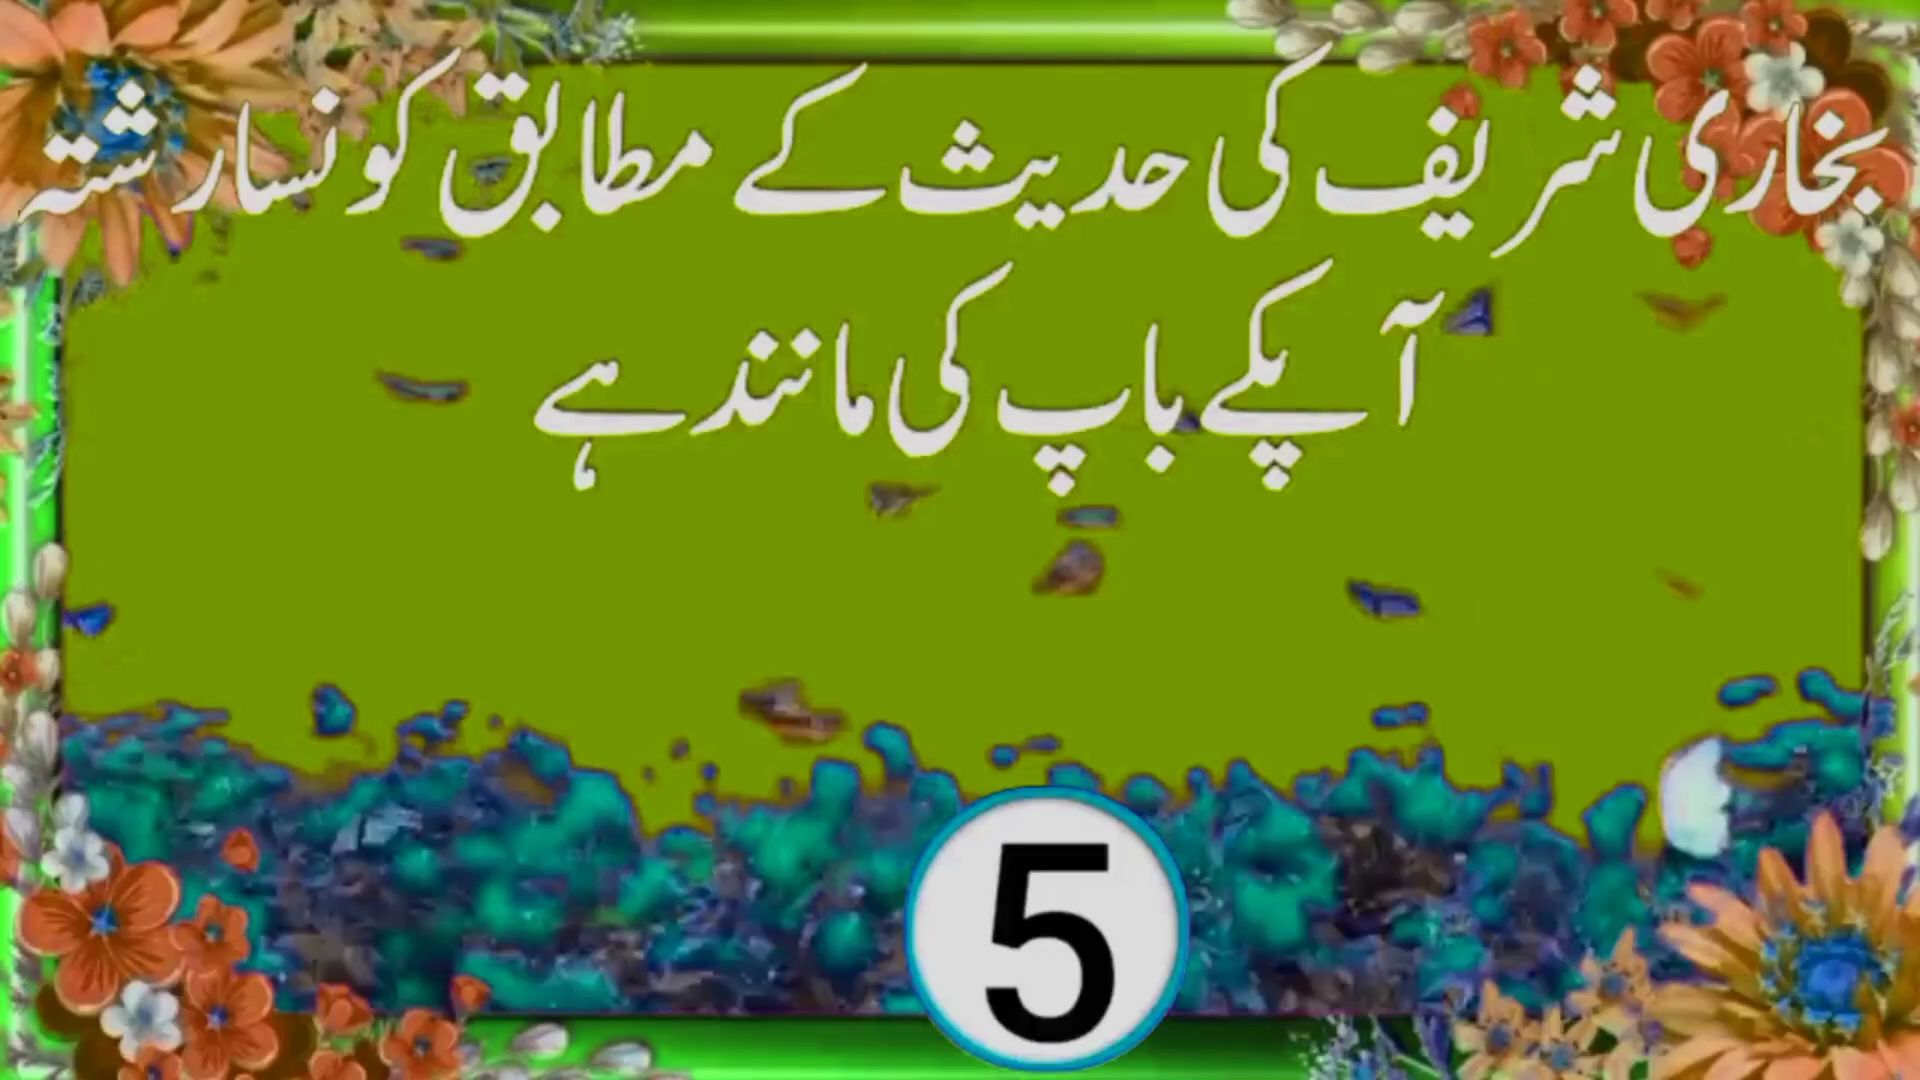 بخاری شریف کی حدیث کے مطابق کونسا رشتہ
آپکے باپ کی مانند ہے
5